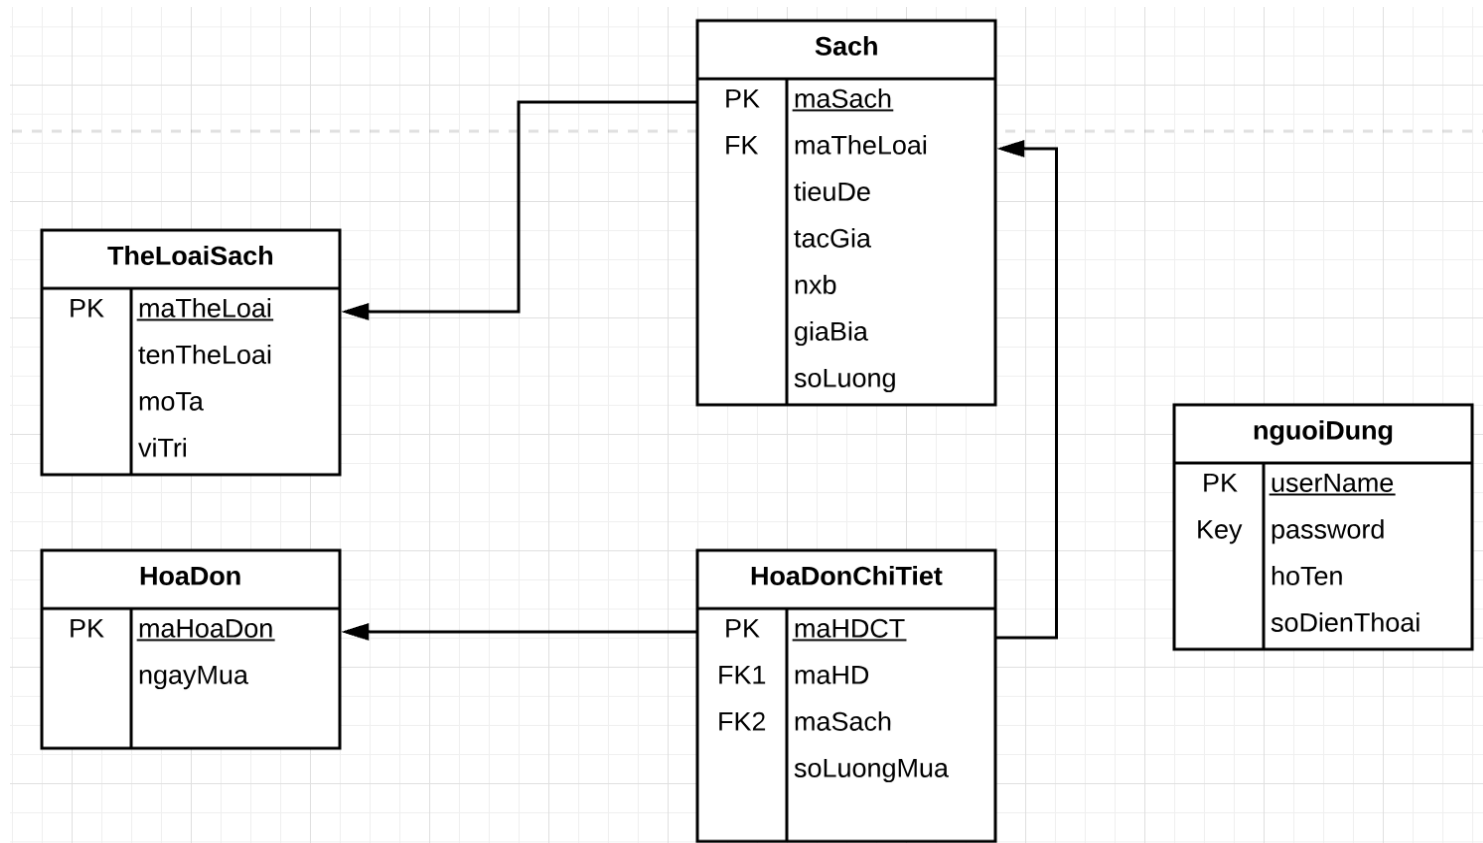 Sach
PK maSach
FK maTheLoai
tieuDe
tacGia
nxb
giaBia
soLuong
TheLoaiSach
PK maTheLoai
tenTheLoai
moTa
viTri
nguoiDung
PK userName
Key password
hoTen
soDienThoai
HoaDon
PK maHoaDon
ngayMua
HoaDonChiTiet
PK maHDCT
FK1 maHD
FK2 maSach
soLuongMua